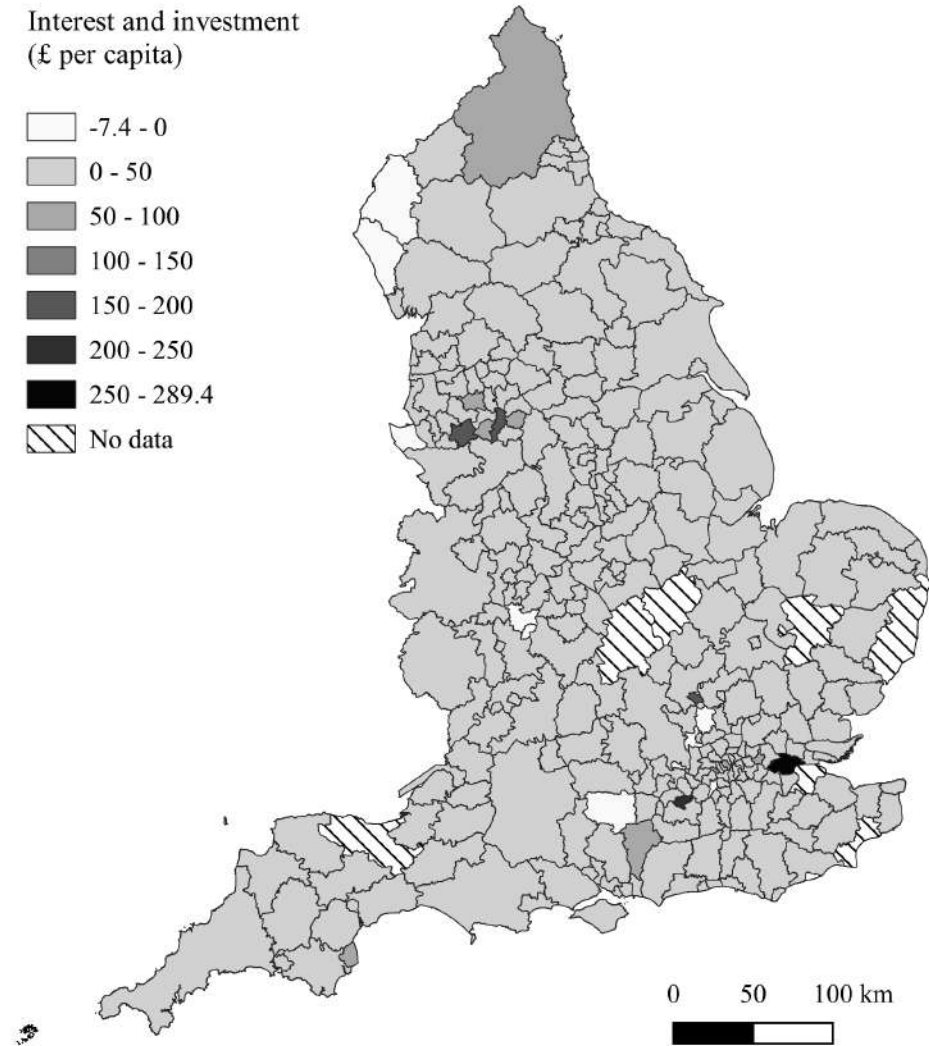 Interest and investment
(£ per capita)
-7.4 - 0
0 - 50
50 - 100
100 - 150
150 - 200
200 - 250
250 - 289.4
No data
0 50 100 km